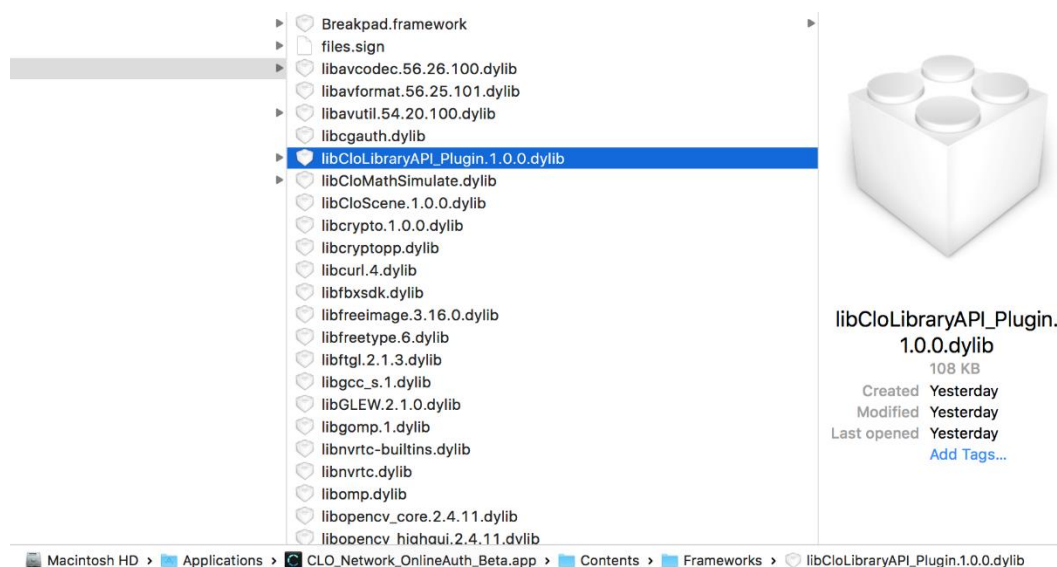 Breakpad.framework
files.sign
libavcodec.56.26.100.dylib
libavformat.56.25.101.dylib
libavutil.54.20.100.dylib
libcgauth.dylib
libCloLibraryAPI_Plugin.1.0.0.dylib
libCloMathSimulate.dylib
libCloScene.1.0.0.dylib
libcrypto.1.0.0.dylib
libcryptopp.dylib
libcurl.4.dylib
libfbxsdk.dylib
libfreeimage.3.16.0.dylib
libfreetype.6.dylib
libftgl.2.1.3.dylib
libgcc_s.1.dylib
libGLEW.2.1.0.dylib
libgomp.1.dylib
libnvrtc-builtins.dylib
libnvrtc.dylib
libomp.dylib
libopencv_core.2.4.11.dylib
libopencv_highgui.2.4.11.dylib
libCloLibraryAPI_Plugin.
1.0.0.dylib
108 KB
Created Yesterday
Modified Yesterday
Last opened Yesterday
Add Tags...
Macintosh HD > Applications > CLO_Network_OnlineAuth_Beta.app > Contents > Frameworks > libCloLibraryAPI_Plugin.1.0.0.dylib